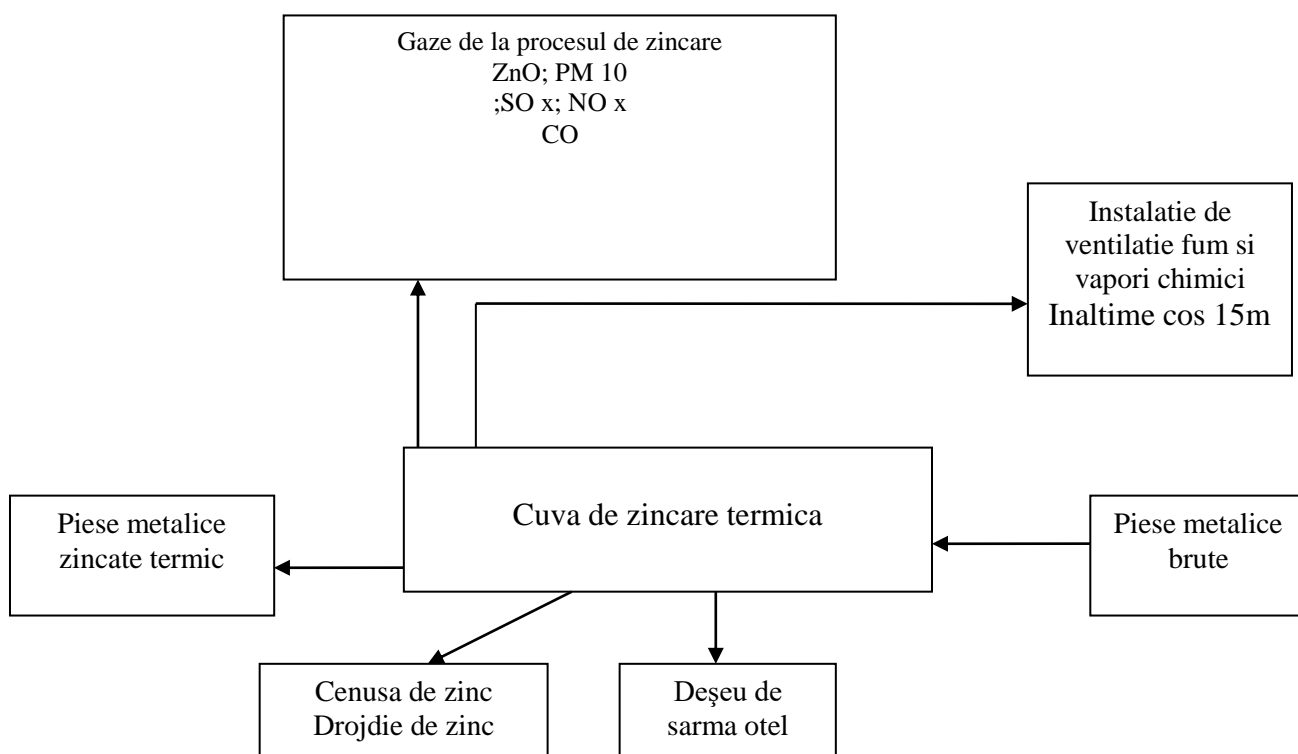 Gaze de la procesul de zincare
ZnO; PM 10
;SO x; NO x
CO
Instalatie de
ventilatie fum si
vapori chimici
Inaltime cos 15m
Cuva de zincare termica
Piese metalice
zincate termic
Piese metalice
brute
Cenusa de zinc
Drojdie de zinc
Deşeu de
sarma otel